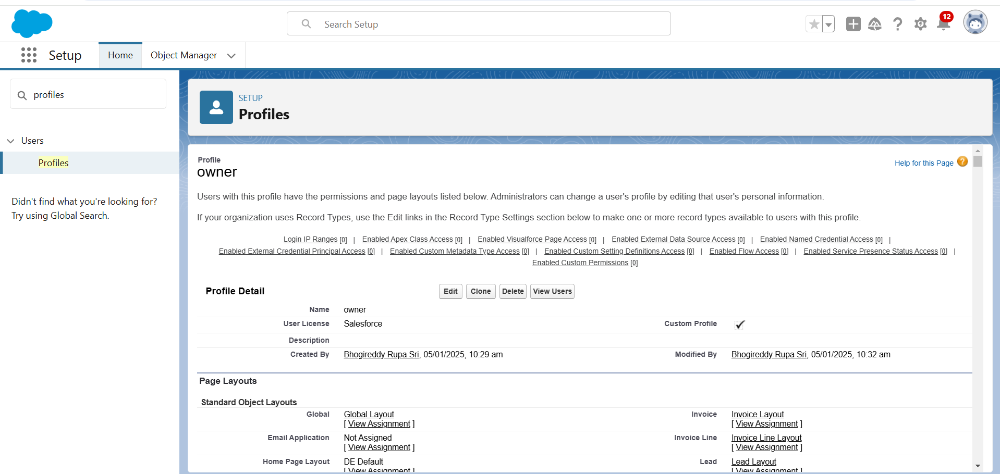 Search Setup
12
Setup
Home
Object Manager
profiles
Users
Profiles
Didn't find what you're looking for?
Try using Global Search.
SETUP
Profiles
Profile
owner
Help for this Page
Users with this profile have the permissions and page layouts listed below. Administrators can change a user's profile by editing that user's personal information.
If your organization uses Record Types, use the Edit links in the Record Type Settings section below to make one or more record types available to users with this profile.
Login IP Ranges [0] | Enabled Apex Class Access [0] | Enabled Visualforce Page Access [0] | Enabled External Data Source Access [0] | Enabled Named Credential Access [0] |
Enabled External Credential Principal Access [0] | Enabled Custom Metadata Type Access [0] | Enabled Custom Setting Definitions Access [0] | Enabled Flow Access [0] | Enabled Service Presence Status Access [0] |
Enabled Custom Permissions [0]
Profile Detail
Edit Clone Delete View Users
Name owner
User License Salesforce Custom Profile
Description
Created By Bhogireddy Rupa Sri, 05/01/2025, 10:29 am Modified By Bhogireddy Rupa Sri, 05/01/2025, 10:32 am
Page Layouts
Standard Object Layouts
Global Global Layout Invoice Invoice Layout
[ View Assignment ] [ View Assignment ]
Email Application Not Assigned Invoice Line Invoice Line Layout
[ View Assignment ] [ View Assignment ]
Home Page Layout DE Default Lead Lead Layout
[ View Assignment ] [ View Assignment ]